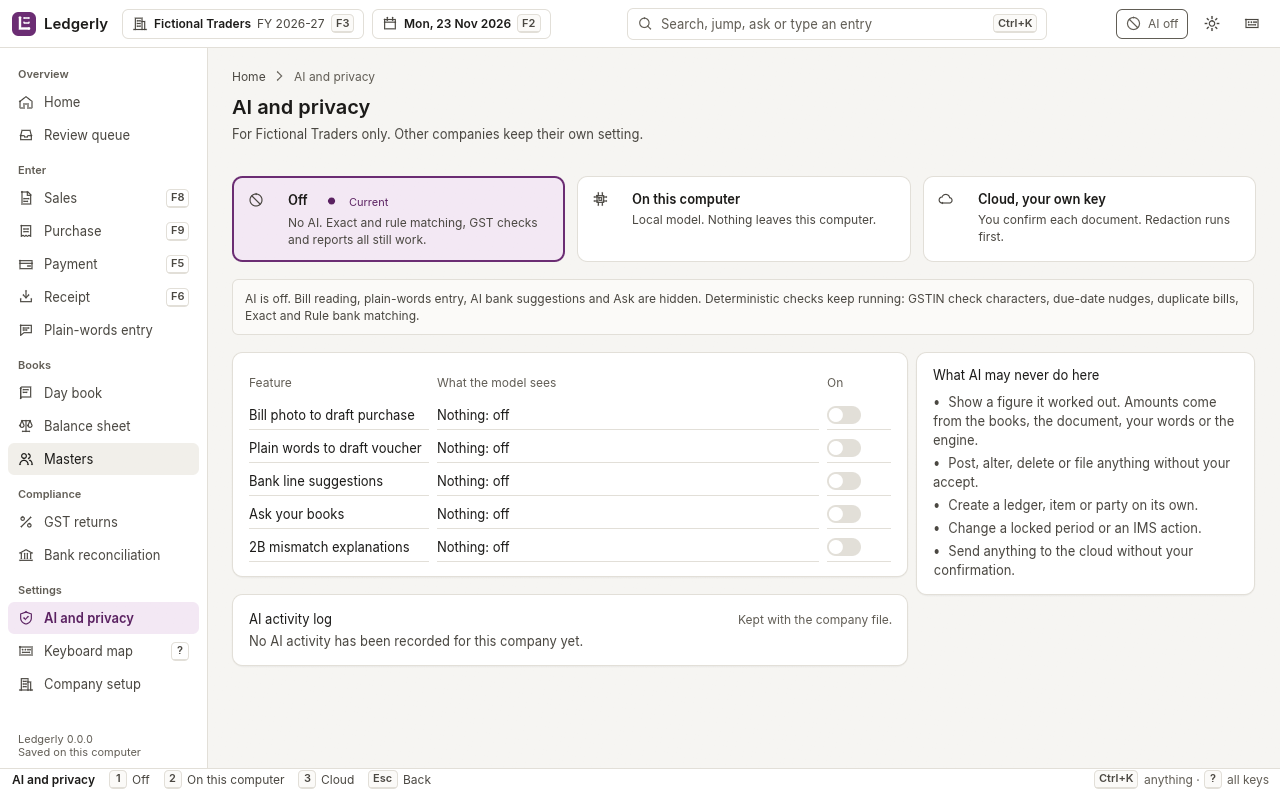 Ledgerly
Fictional Traders FY 2026-27 F3
Mon, 23 Nov 2026 F2
Search, jump, ask or type an entry Ctrl+K
AI off
Overview
Home
Review queue
Enter
Sales F8
Purchase F9
Payment F5
Receipt F6
Plain-words entry
Books
Day book
Balance sheet
Masters
Compliance
GST returns
Bank reconciliation
Settings
AI and privacy
Keyboard map ?
Company setup
Ledgerly 0.0.0
Saved on this computer
Home > AI and privacy
AI and privacy
For Fictional Traders only. Other companies keep their own setting.
Off • Current
No AI. Exact and rule matching, GST checks
and reports all still work.
On this computer
Local model. Nothing leaves this computer.
Cloud, your own key
You confirm each document. Redaction runs
first.
AI is off. Bill reading, plain-words entry, AI bank suggestions and Ask are hidden. Deterministic checks keep running: GSTIN check characters, due-date nudges, duplicate bills,
Exact and Rule bank matching.
Feature What the model sees On
Bill photo to draft purchase Nothing: off
Plain words to draft voucher Nothing: off
Bank line suggestions Nothing: off
Ask your books Nothing: off
2B mismatch explanations Nothing: off
What AI may never do here
• Show a figure it worked out. Amounts come
from the books, the document, your words or the
engine.
• Post, alter, delete or file anything without your
accept.
• Create a ledger, item or party on its own.
• Change a locked period or an IMS action.
• Send anything to the cloud without your
confirmation.
AI activity log Kept with the company file.
No AI activity has been recorded for this company yet.
AI and privacy 1 Off 2 On this computer 3 Cloud Esc Back
Ctrl+K anything · ? all keys